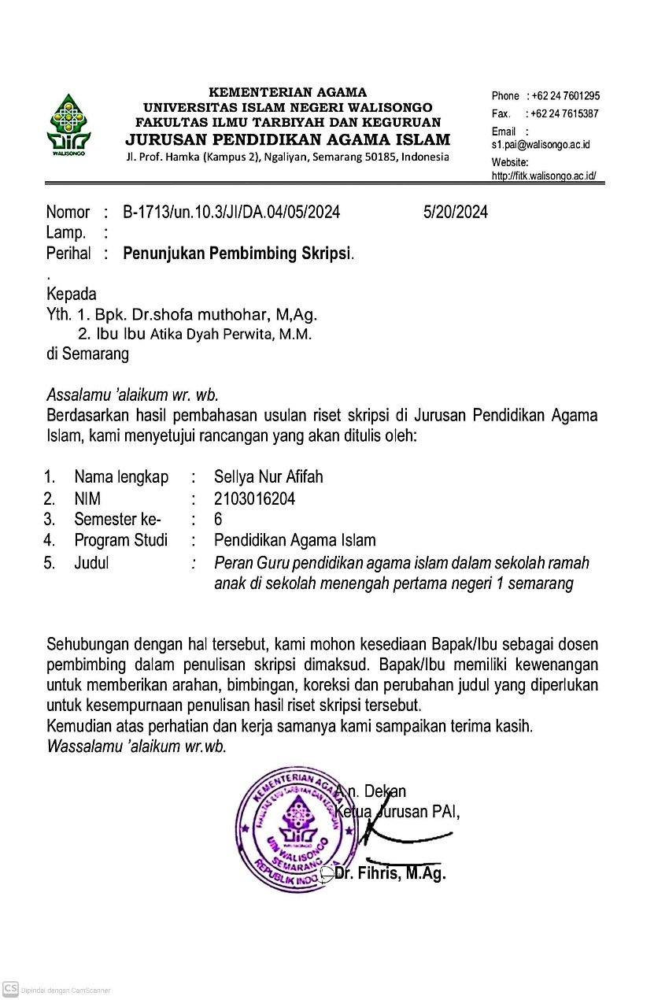 KEMENTERIAN AGAMA
UNIVERSITAS ISLAM NEGERI WALISONGO
FAKULTAS ILMU TARBIYAH DAN KEGURUAN
JURUSAN PENDIDIKAN AGAMA ISLAM
Jl. Prof. Hamka (Kampus 2), Ngaliyan, Semarang 50185, Indonesia
WALISONGO
Phone : +62 24 7601295
Fax. : +62 24 7615387
Email :
s1.pai@walisongo.ac.id
Website:
http://fitk.walisongo.ac.id/
Nomor : B-1713/un.10.3/JI/DA.04/05/2024 5/20/2024
Lamp. :
Perihal : Penunjukan Pembimbing Skripsi.
.
Kepada
Yth. 1. Bpk. Dr.shofa muthohar, M,Ag.
2. Ibu Ibu Atika Dyah Perwita, M.M.
di Semarang
Assalamu ’alaikum wr. wb.
Berdasarkan hasil pembahasan usulan riset skripsi di Jurusan Pendidikan Agama
Islam, kami menyetujui rancangan yang akan ditulis oleh:
1. Nama lengkap : Sellya Nur Afifah
2. NIM : 2103016204
3. Semester ke- : 6
4. Program Studi : Pendidikan Agama Islam
5. Judul : Peran Guru pendidikan agama islam dalam sekolah ramah
anak di sekolah menengah pertama negeri 1 semarang
Sehubungan dengan hal tersebut, kami mohon kesediaan Bapak/Ibu sebagai dosen
pembimbing dalam penulisan skripsi dimaksud. Bapak/Ibu memiliki kewenangan
untuk memberikan arahan, bimbingan, koreksi dan perubahan judul yang diperlukan
untuk kesempurnaan penulisan hasil riset skripsi tersebut.
Kemudian atas perhatian dan kerja samanya kami sampaikan terima kasih.
Wassalamu ’alaikum wr.wb.
A.n. Dekan
Ketua Jurusan PAI,
KEMENTERIAN AGAMA
FAKULTAS ILMU TARBIYAH DAN KEGURUAN
UIN WALISONGO
SEMARANG
REPUBLIK
Dr. Fihris, M.Ag.
CS Dipindai dengan CamScanner